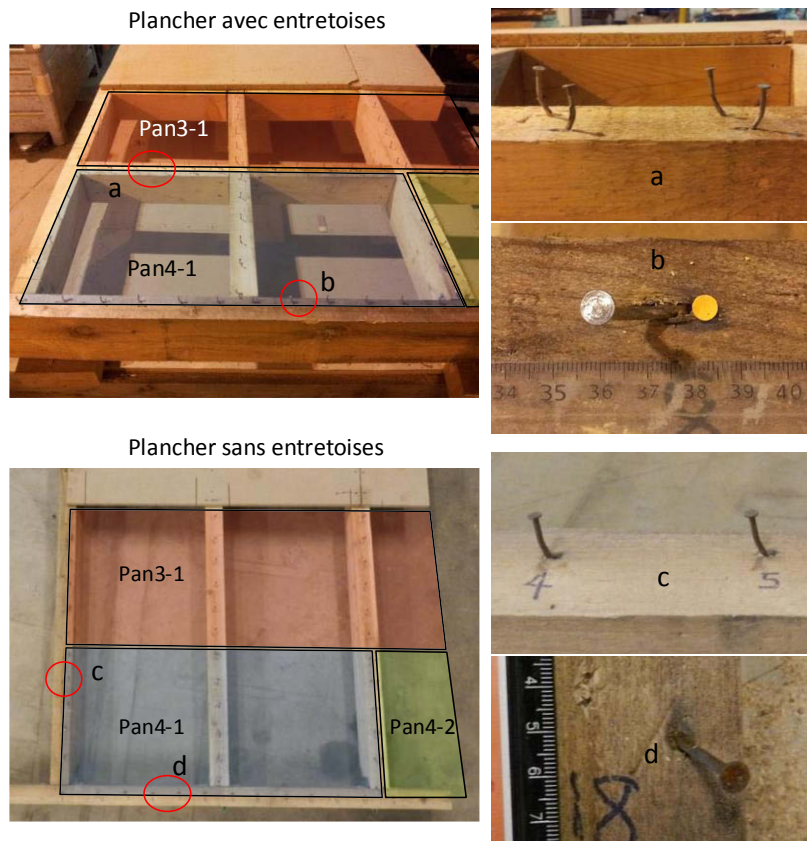 Plancher avec entretoises
Pan3-1
a
Pan4-1
b
a
b
34 35 36 37 38 39 40
18
Plancher sans entretoises
Pan3-1
c
Pan4-1
Pan4-2
d
c
4 5
d
4 5 6 7
18